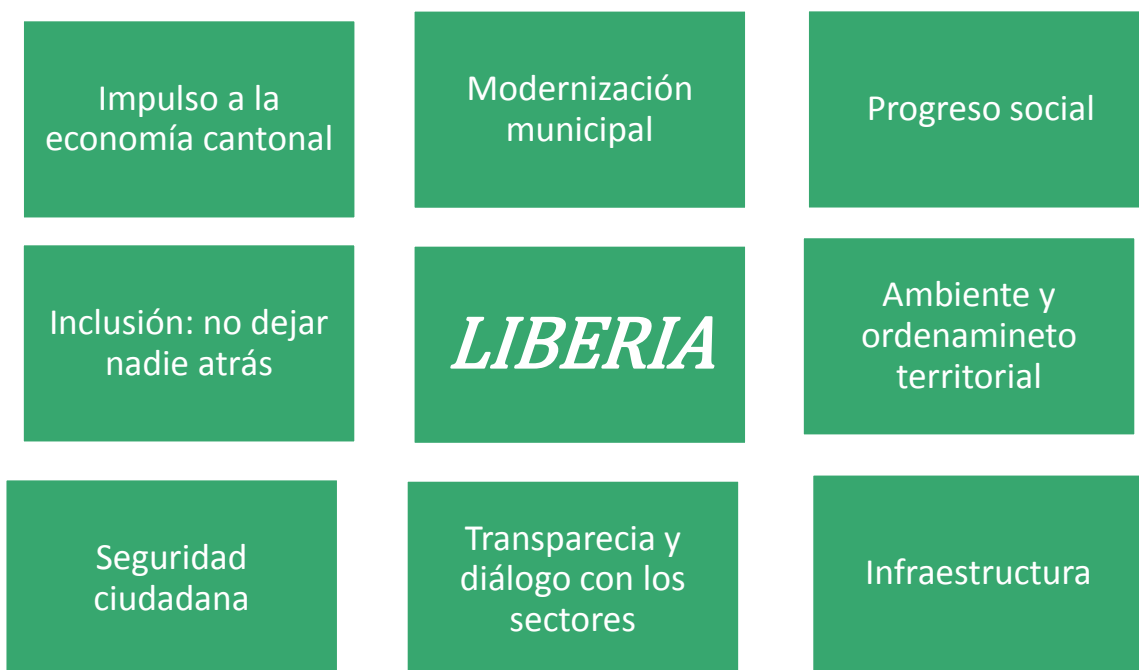 Impulso a la
economía cantonal
Modernización
municipal
Progreso social
Inclusión: no dejar
nadie atrás
LIBERIA
Ambiente y
ordenamineto
territorial
Seguridad
ciudadana
Transparecia y
diálogo con los
sectores
Infraestructura